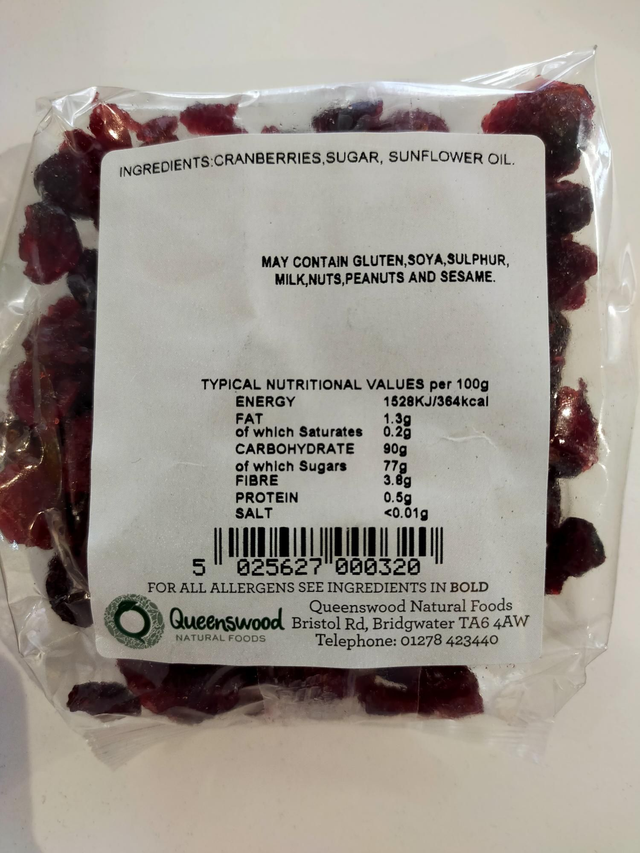 INGREDIENTS:CRANBERRIES,SUGAR, SUNFLOWER OIL.
MAY CONTAIN GLUTEN,SOYA,SULPHUR,
MILK,NUTS,PEANUTS AND SESAME.
TYPICAL NUTRITIONAL VALUES per 100g
ENERGY 1528KJ/364kcal
FAT 1.3g
of which Saturates 0.2g
CARBOHYDRATE 90g
of which Sugars 77g
FIBRE 3.8g
PROTEIN 0.5g
SALT <0.01g
5 025627 000320
FOR ALL ALLERGENS SEE INGREDIENTS IN BOLD
Queenswood
NATURAL FOODS
Queenswood Natural Foods
Bristol Rd, Bridgwater TA6 4AW
Telephone: 01278 423440